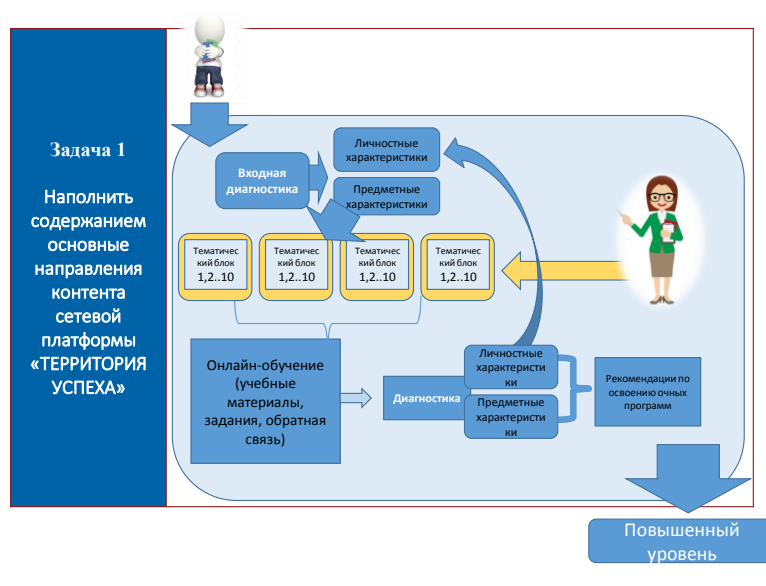 Задача 1
Наполнить
содержанием
основные
направления
контента
сетевой
платформы
«ТЕРРИТОРИЯ
УСПЕХА»
Входная
диагностика
Личностные
характеристики
Предметные
характеристики
Тематичес
кий блок
1,2..10
Тематичес
кий блок
1,2..10
Тематичес
кий блок
1,2..10
Тематичес
кий блок
1,2..10
Онлайн-обучение
(учебные
материалы,
задания, обратная
связь)
Диагностика
Личностные
характеристи
ки
Предметные
характеристи
ки
Рекомендации по
освоению очных
программ
Повышенный
уровень